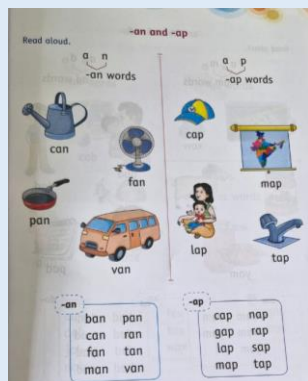 -an and -ap
Read aloud.
a n
-an words
can
fan
pan
van
a p
-ap words
cap
map
lap
tap
-an
ban pan
can ran
fan tan
man van
-ap
cap nap
gap rap
lap sap
map tap